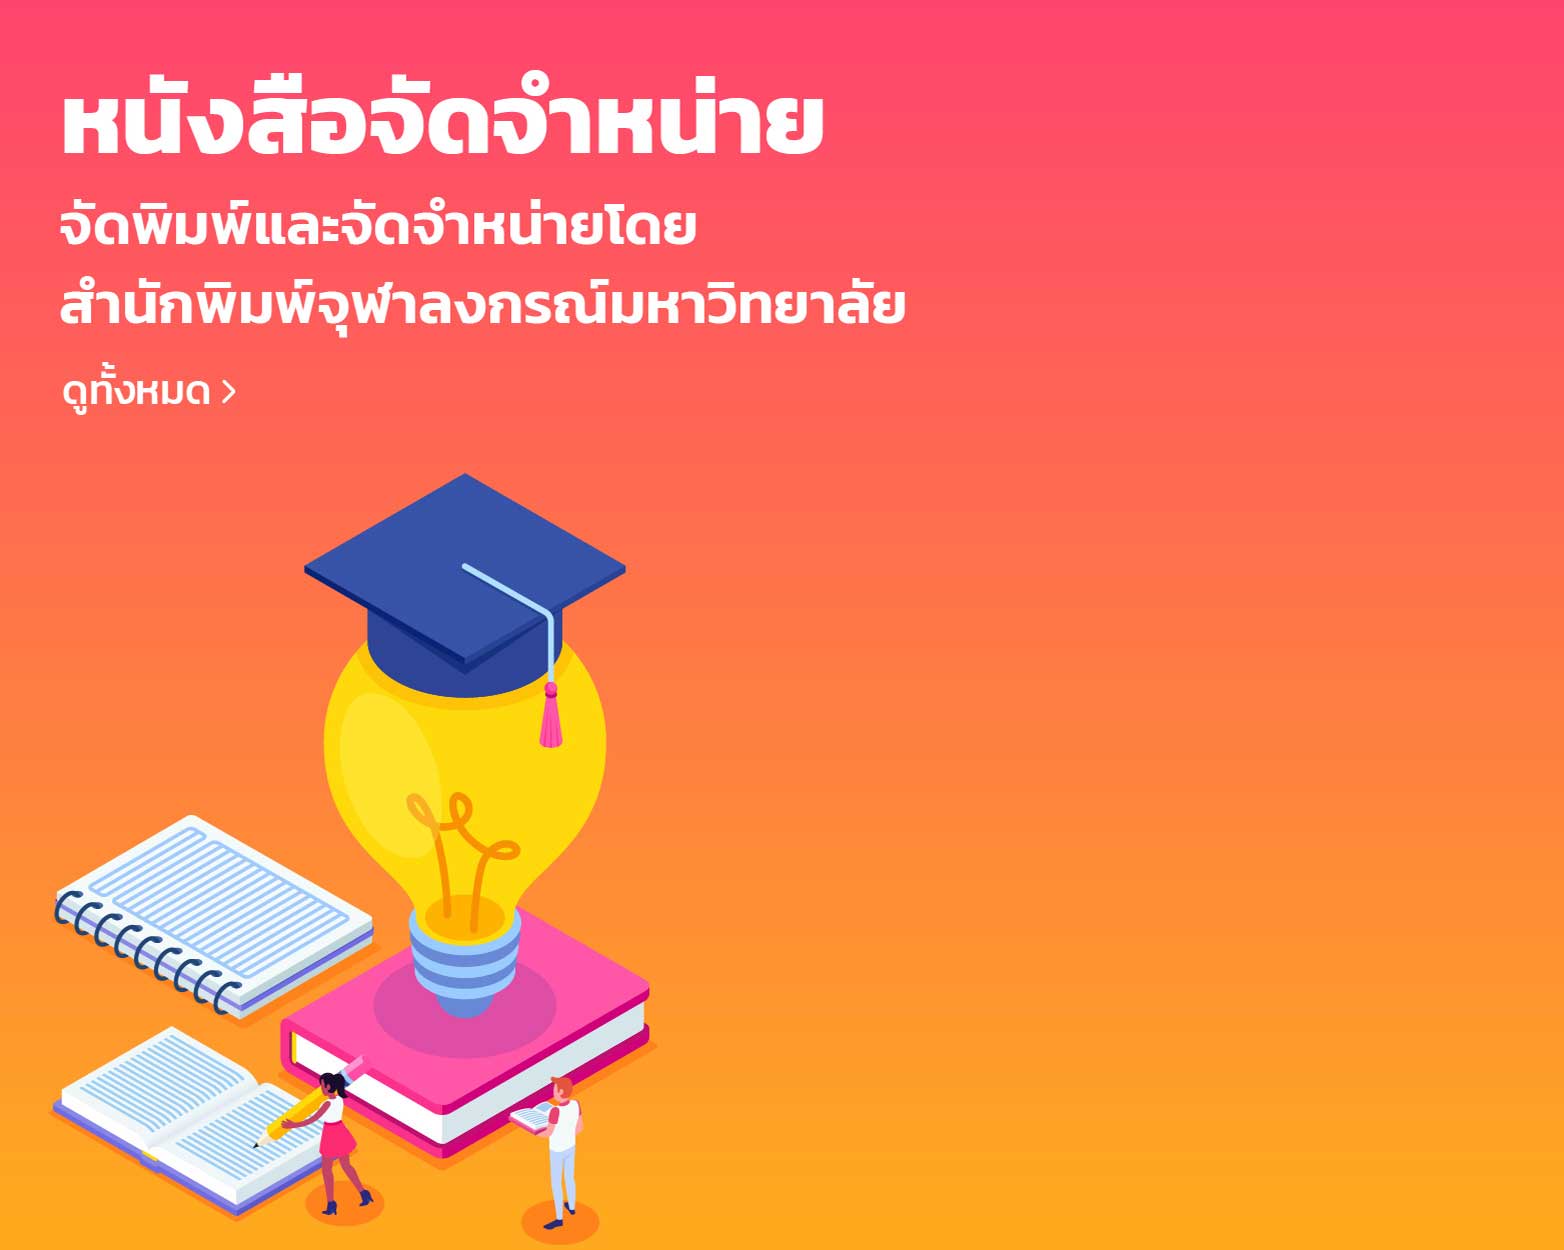 หนังสือจัดจำหน่าย
จัดพิมพ์และจัดจำหน่ายโดย
สำนักพิมพ์จุฬาลงกรณ์มหาวิทยาลัย
ดูทั้งหมด >